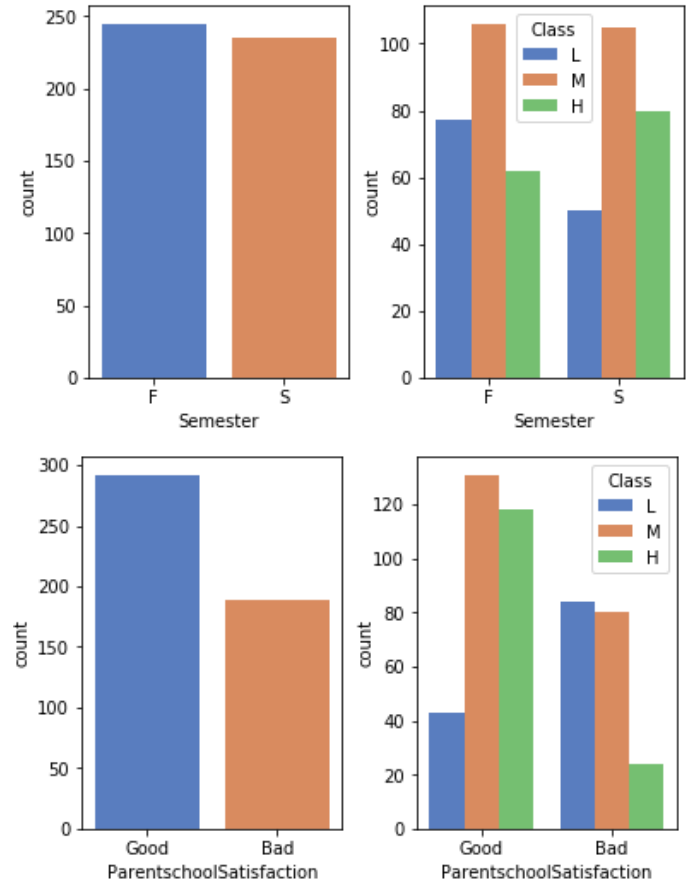 250
200
150
100
50
0
count
F
S
Semester
100
80
60
40
20
0
count
Class
L
M
H
F
S
Semester
300
250
200
150
100
50
0
count
Good
Bad
ParentschoolSatisfaction
120
100
80
60
40
20
0
count
Class
L
M
H
Good
Bad
ParentschoolSatisfaction